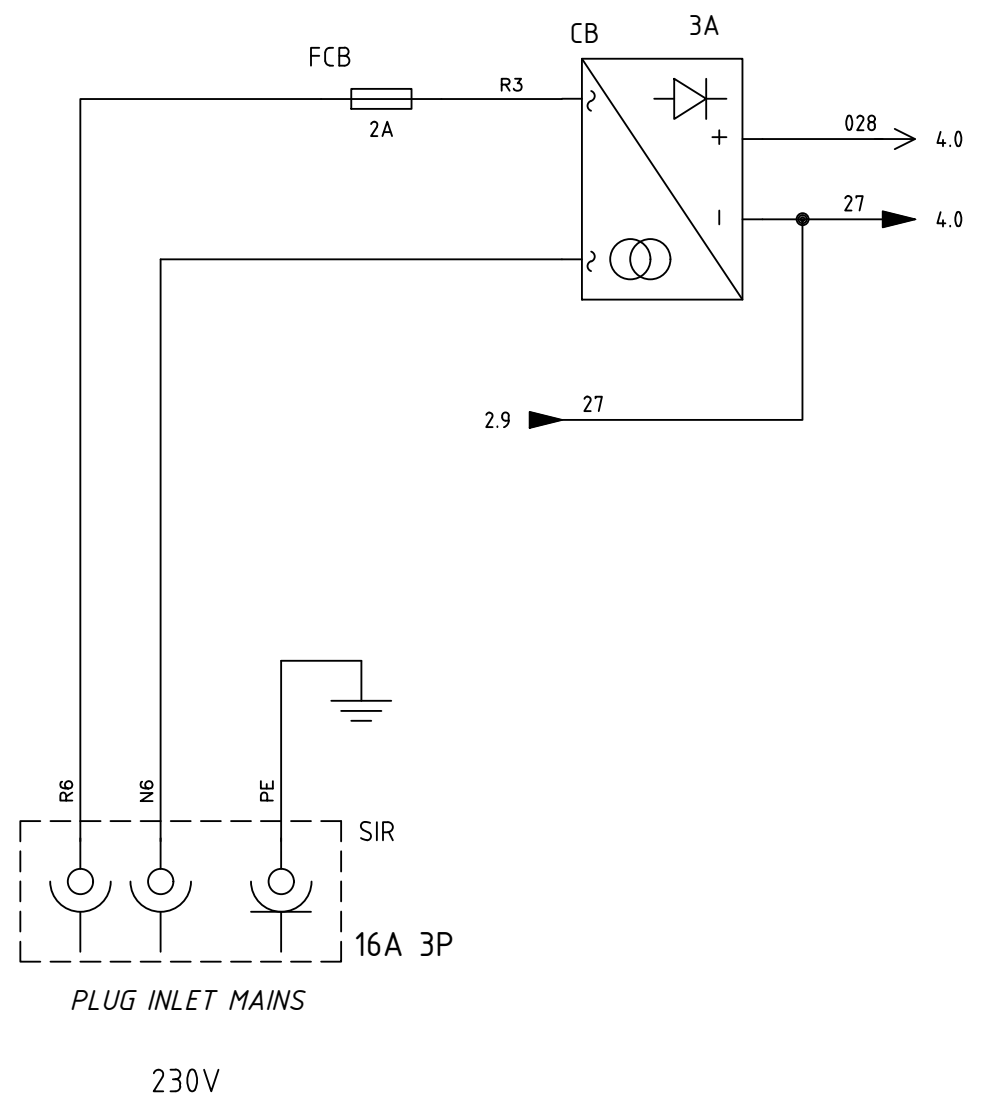 CB 3A
FCB
R3
2A
028
4.0
+
27
4.0
−
27
2.9
R6
N6
PE
SIR
16A 3P
PLUG INLET MAINS
230V